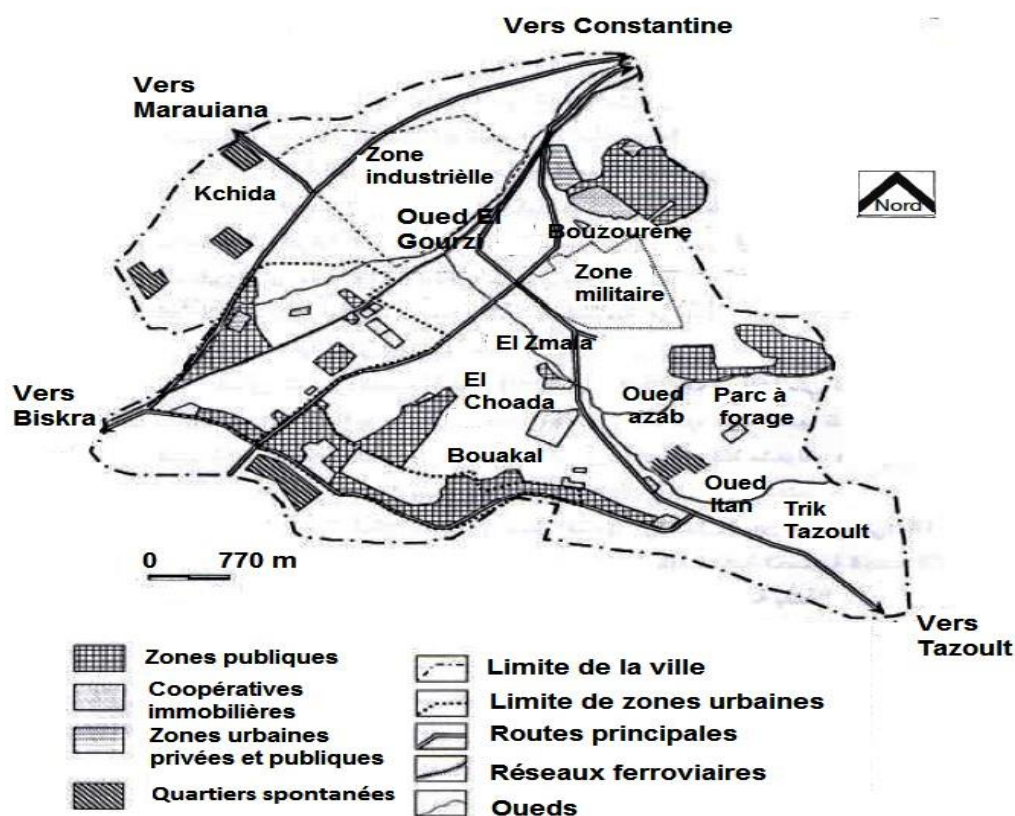 Vers Constantine
Vers
Marauiana
Zone
industrièlle
Kchida
Nord
Oued El
Gourzi
Bouzourène
Zone
militaire
El Zmala
Vers
Biskra
El
Choada
Oued
azab
Parc à
forage
Bouakal
Oued
Itan
Trik
Tazoult
0 770 m
Vers
Tazoult
Zones publiques
Coopératives
immobilières
Zones urbaines
privées et publiques
Quartiers spontanées
Limite de la ville
Limite de zones urbaines
Routes principales
Réseaux ferroviaires
Oueds